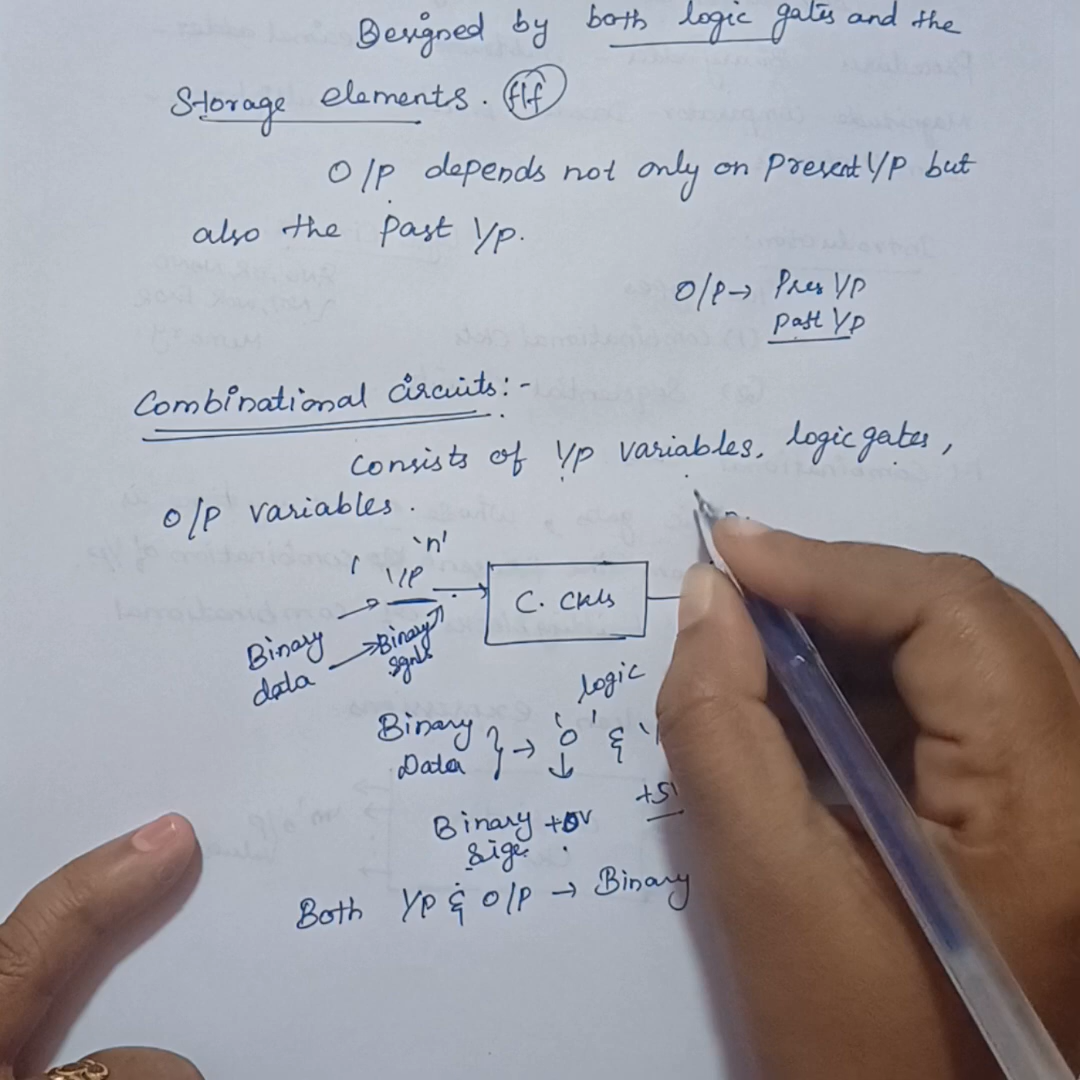 Designed by both logic gates and the
Storage elements. f/f
O/p depends not only on Present I/p but
also the Past I/p.
O/P → Pres I/P
Past I/P
Combinational circuits:-
Consists of I/p variables, logic gates,
O/P variables.
'n'
I/P
C. Ckts
Binary
data
Binary
sgnls
logic
Binary
Data } → '0' &
+5V
Binary +0V
Sige
Both I/p & O/P → Binary